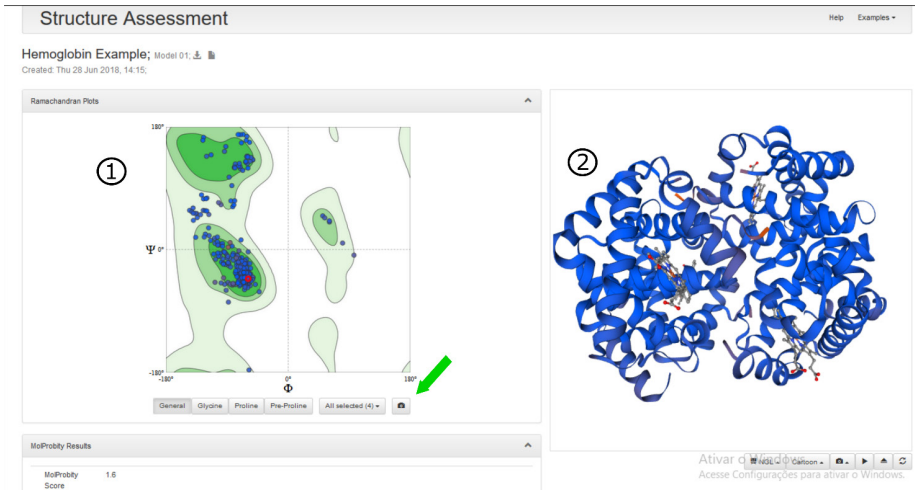 Structure Assessment
Help Examples
Hemoglobin Example; Model 01;
Created: Thu 28 Jun 2018, 14:15;
Ramachandran Plots
1
2
180°
Ψ 0°
-180°
-180° 0° 180°
Φ
General Glycine Proline Pre-Proline All selected (4)
MolProbity Results
MolProbity Score 1.6
NGL Cartoon
Ativar o Windows
Acesse Configurações para ativar o Windows.